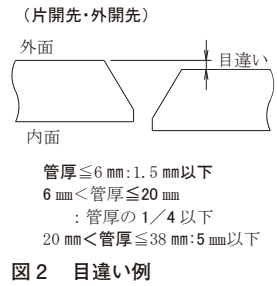 (片開先･外開先)
外面
目違い
内面
管厚≦6 ㎜:1.5 ㎜以下
6 ㎜＜管厚≦20 ㎜
：管厚の 1／4 以下
20 ㎜＜管厚≦38 ㎜:5 ㎜以下
図2　目違い例